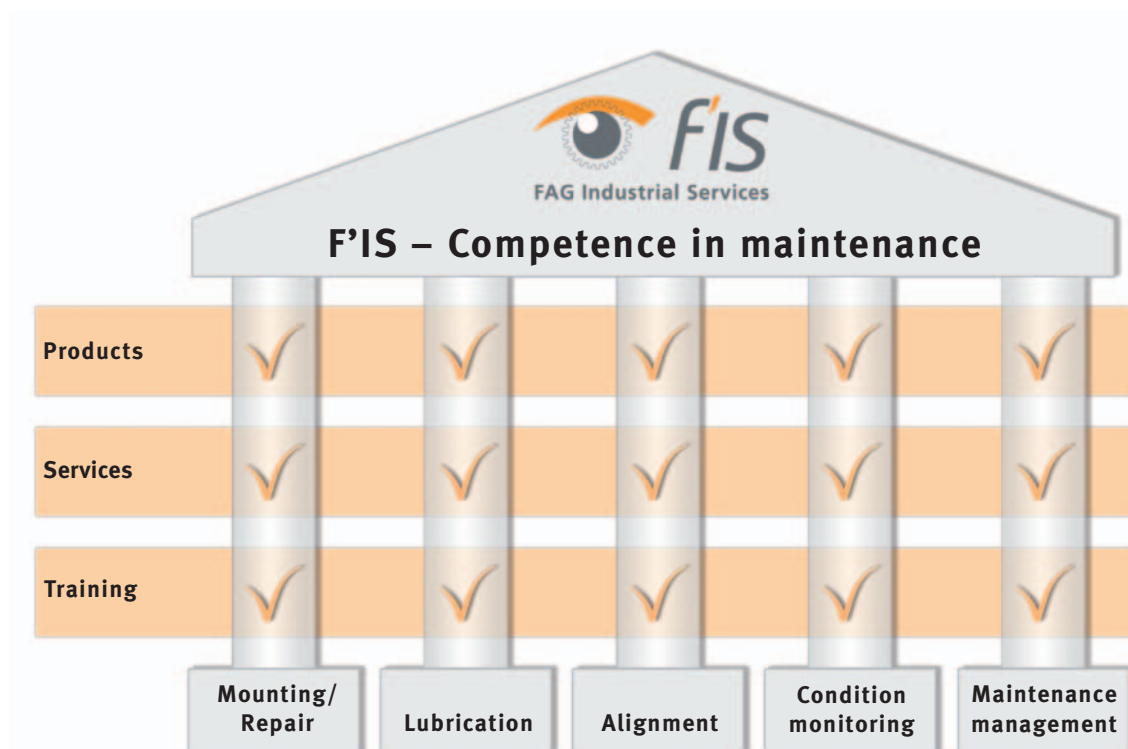 F'IS
FAG Industrial Services
F’IS – Competence in maintenance
Products
Services
Training
Mounting/
Repair
Lubrication
Alignment
Condition
monitoring
Maintenance
management